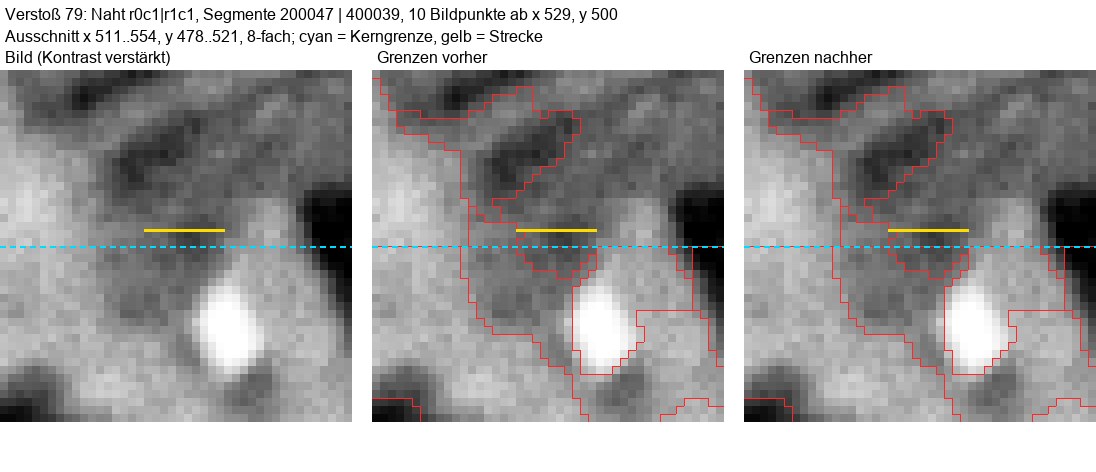 Verstoß 79: Naht r0c1|r1c1, Segmente 200047 | 400039, 10 Bildpunkte ab x 529, y 500
Ausschnitt x 511..554, y 478..521, 8-fach; cyan = Kerngrenze, gelb = Strecke
Bild (Kontrast verstärkt)
Grenzen vorher
Grenzen nachher